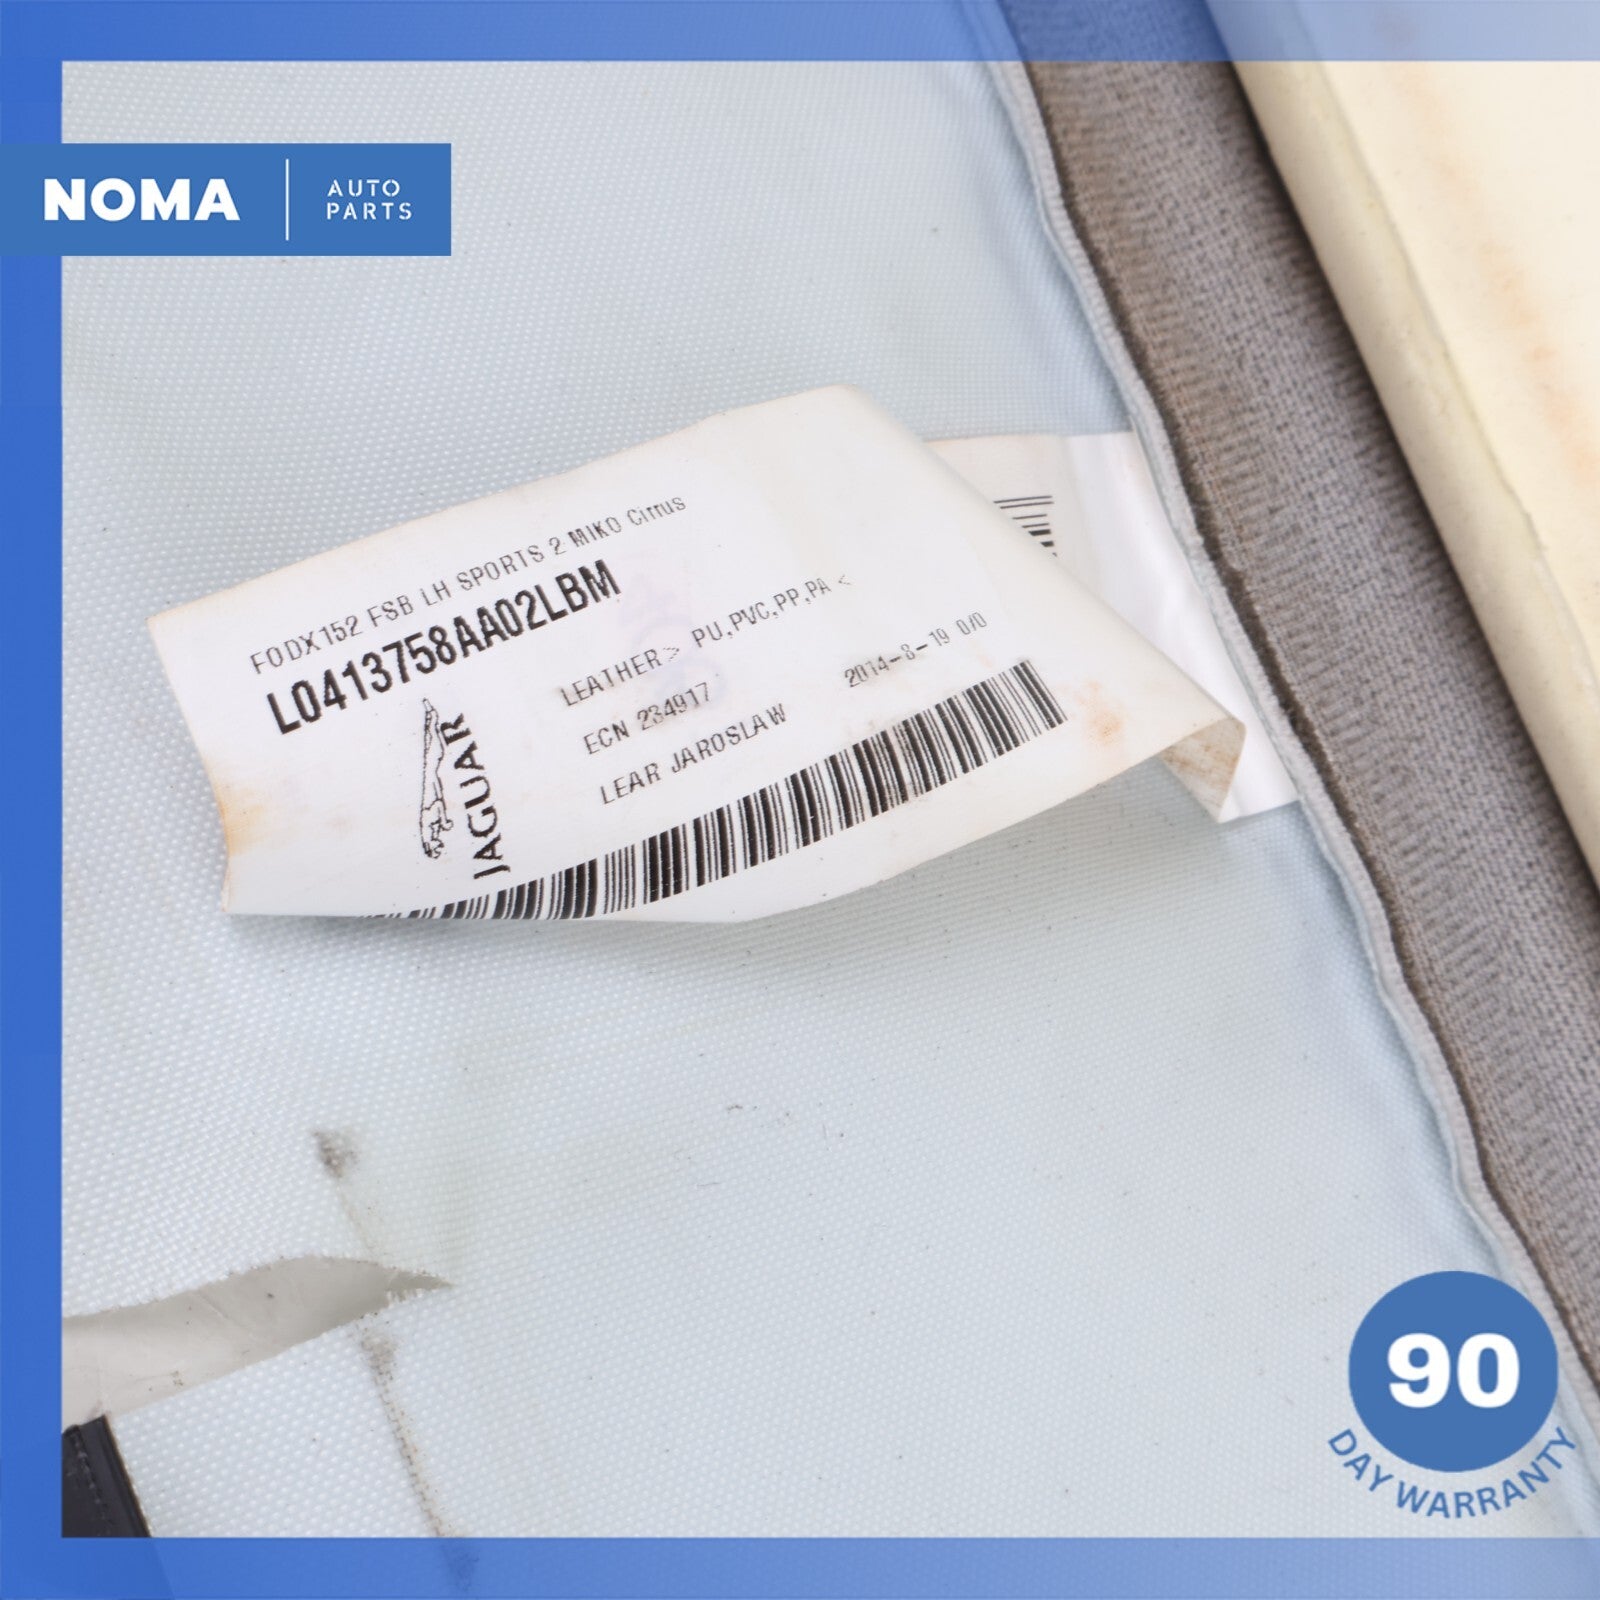 NOMA
AUTO
PARTS
FODX152 FSB LH SPORTS 2 MIKO Cirrus
L0413758AA02LBM
JAGUAR
LEATHER> PU,PVC,PP,PA <
ECN 234917
2014-8-19 0/0
LEAR JAROSLAW
90
DAY WARRANTY